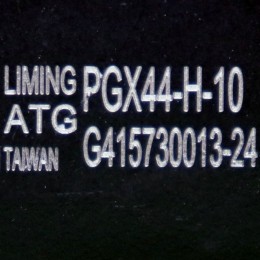 LIMING PGX44-H-10
ATG
TAIWAN G415730013-24